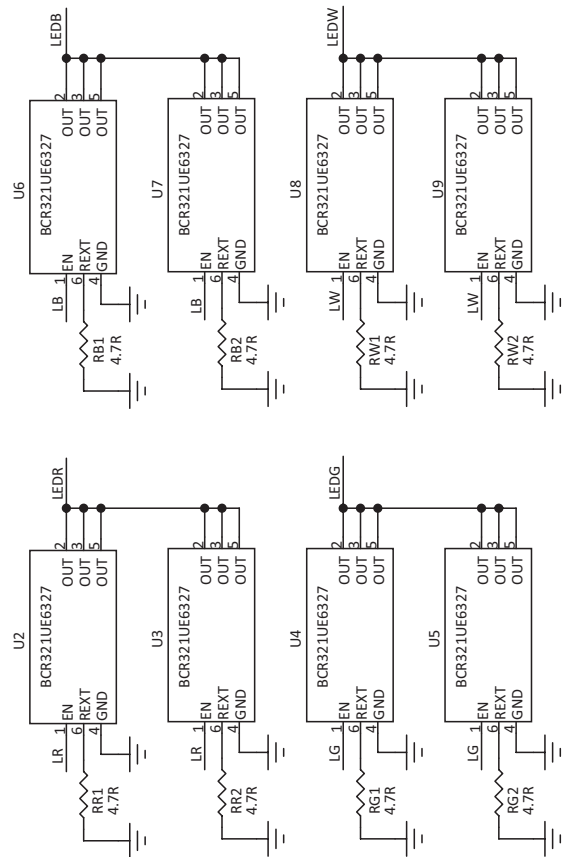 U2
BCR321UE6327
LR
1 EN
6 REXT
4 GND
OUT 2
OUT 3
OUT 5
LEDR
RR1
4.7R
U3
BCR321UE6327
LR
1 EN
6 REXT
4 GND
OUT 2
OUT 3
OUT 5
RR2
4.7R
U4
BCR321UE6327
LG
1 EN
6 REXT
4 GND
OUT 2
OUT 3
OUT 5
LEDG
RG1
4.7R
U5
BCR321UE6327
LG
1 EN
6 REXT
4 GND
OUT 2
OUT 3
OUT 5
RG2
4.7R
U6
BCR321UE6327
LB
1 EN
6 REXT
4 GND
OUT 2
OUT 3
OUT 5
LEDB
RB1
4.7R
U7
BCR321UE6327
LB
1 EN
6 REXT
4 GND
OUT 2
OUT 3
OUT 5
RB2
4.7R
U8
BCR321UE6327
LW
1 EN
6 REXT
4 GND
OUT 2
OUT 3
OUT 5
LEDW
RW1
4.7R
U9
BCR321UE6327
LW
1 EN
6 REXT
4 GND
OUT 2
OUT 3
OUT 5
RW2
4.7R